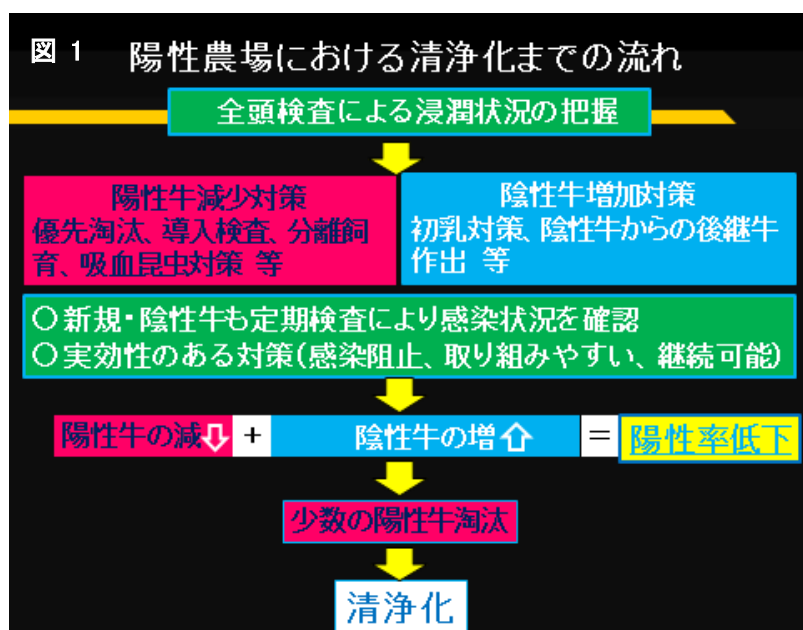 図 1
陽性農場における清浄化までの流れ
全頭検査による浸潤状況の把握
陽性牛減少対策
優先淘汰、導入検査、分離飼
育、吸血昆虫対策 等
陰性牛増加対策
初乳対策、陰性牛からの後継牛
作出 等
○新規・陰性牛も定期検査により感染状況を確認
○実効性のある対策(感染阻止、取り組みやすい、継続可能)
陽性牛の減⇩ + 陰性牛の増⇧ = 陽性率低下
少数の陽性牛淘汰
清浄化